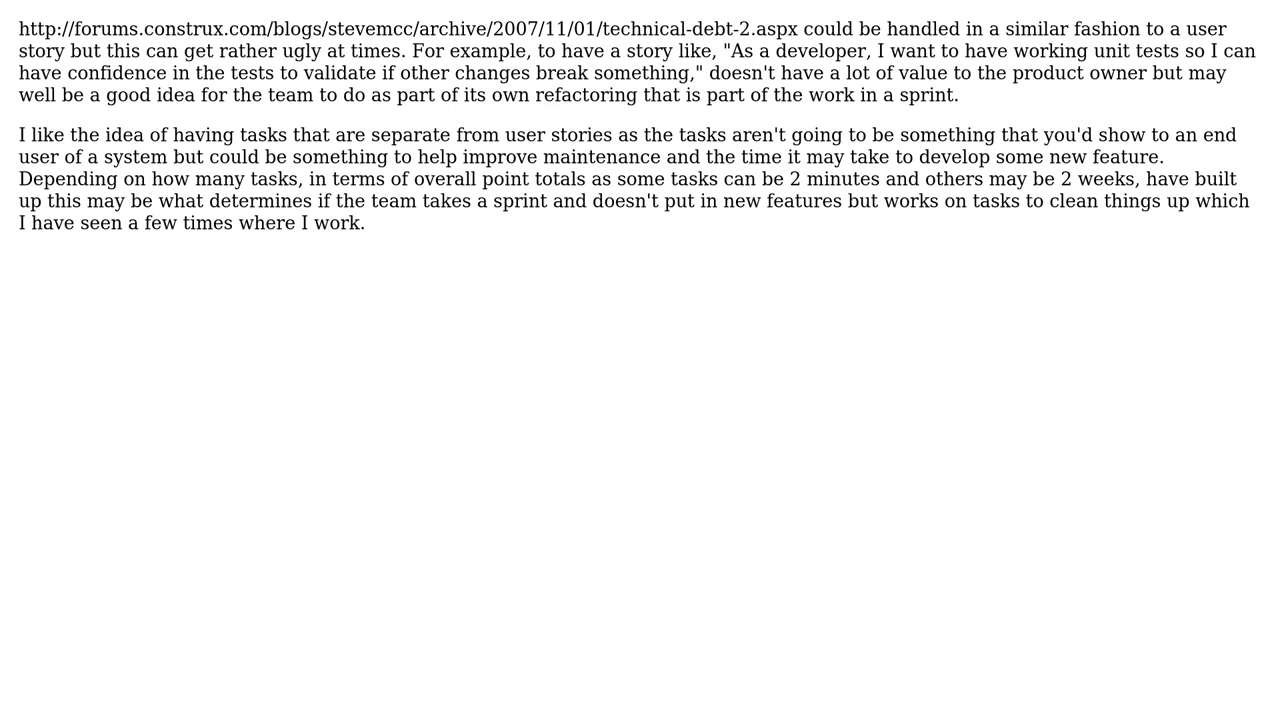 http://forums.construx.com/blogs/stevemcc/archive/2007/11/01/technical-debt-2.aspx could be handled in a similar fashion to a user
story but this can get rather ugly at times. For example, to have a story like, "As a developer, I want to have working unit tests so I can
have confidence in the tests to validate if other changes break something," doesn't have a lot of value to the product owner but may
well be a good idea for the team to do as part of its own refactoring that is part of the work in a sprint.
I like the idea of having tasks that are separate from user stories as the tasks aren't going to be something that you'd show to an end
user of a system but could be something to help improve maintenance and the time it may take to develop some new feature.
Depending on how many tasks, in terms of overall point totals as some tasks can be 2 minutes and others may be 2 weeks, have built
up this may be what determines if the team takes a sprint and doesn't put in new features but works on tasks to clean things up which
I have seen a few times where I work.